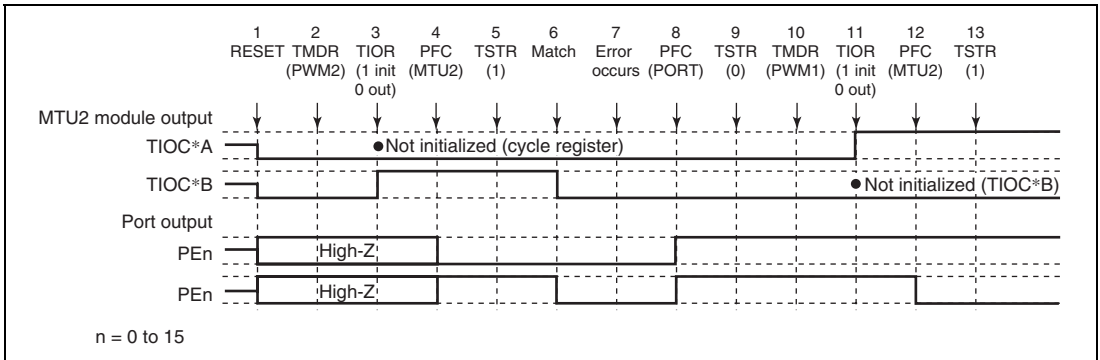 1 2 3 4 5 6 7 8 9 10 11 12 13
RESET TMDR TIOR PFC TSTR Match Error PFC TSTR TMDR TIOR PFC TSTR
(PWM2) (1 init (MTU2) (1) occurs (PORT) (0) (PWM1) (1 init (MTU2) (1)
0 out) 0 out)
MTU2 module output
TIOC*A ●Not initialized (cycle register)
TIOC*B ● Not initialized (TIOC*B)
Port output
PEn High-Z
PEn High-Z
n = 0 to 15